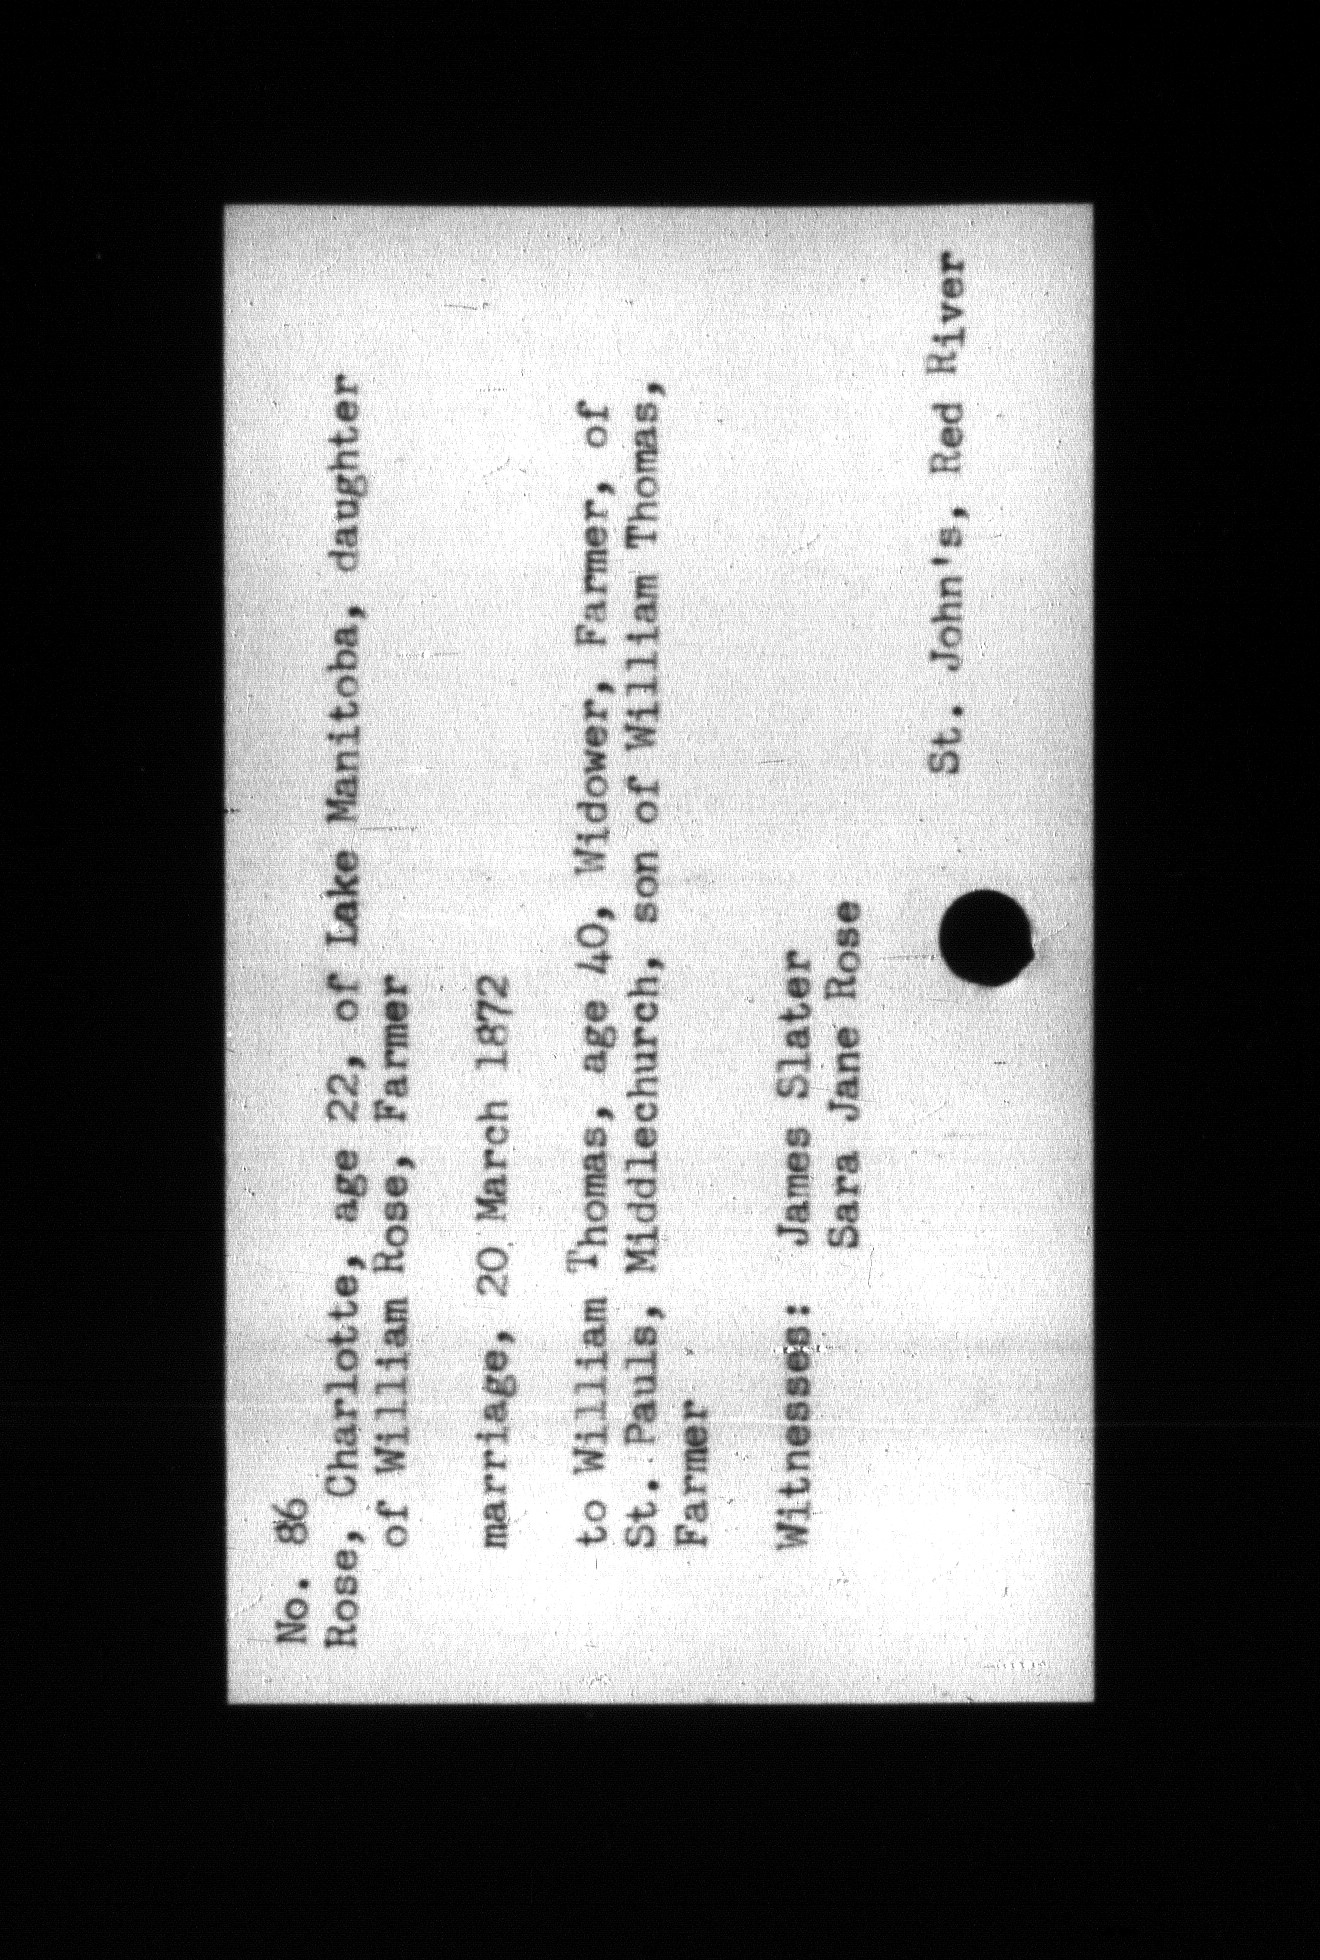 No. 86
Rose, Charlotte, age 22, of Lake Manitoba, daughter
of William Rose, Farmer
marriage, 20 March 1872
to William Thomas, age 40, Widower, Farmer, of
St. Pauls, Middlechurch, son of William Thomas,
Farmer
Witnesses: James Slater
Sara Jane Rose
St. John's, Red River